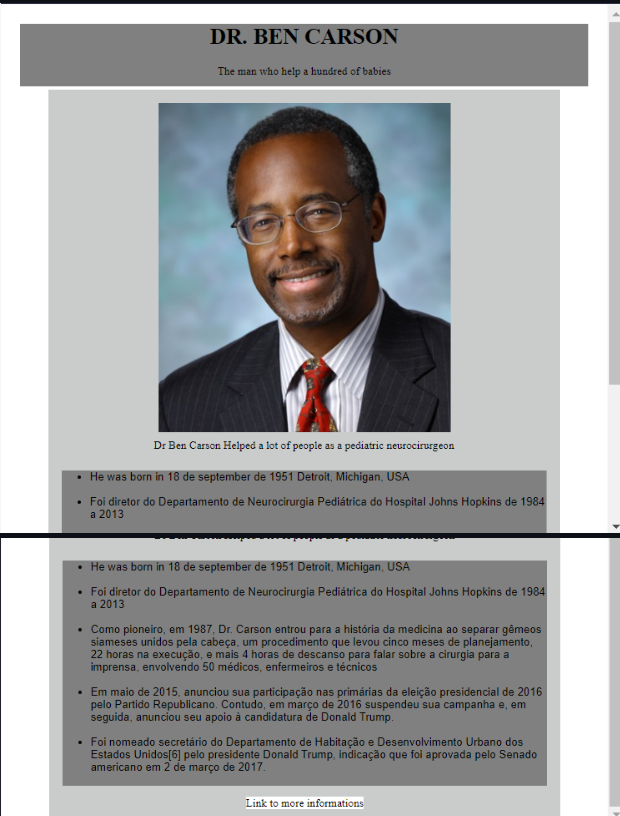 DR. BEN CARSON
The man who help a hundred of babies
Dr Ben Carson Helped a lot of people as a pediatric neurocirurgeon
He was born in 18 de september de 1951 Detroit, Michigan, USA
Foi diretor do Departamento de Neurocirurgia Pediátrica do Hospital Johns Hopkins de 1984
a 2013
He was born in 18 de september de 1951 Detroit, Michigan, USA
Foi diretor do Departamento de Neurocirurgia Pediátrica do Hospital Johns Hopkins de 1984
a 2013
Como pioneiro, em 1987, Dr. Carson entrou para a história da medicina ao separar gêmeos
siameses unidos pela cabeça, um procedimento que levou cinco meses de planejamento,
22 horas na execução, e mais 4 horas de descanso para falar sobre a cirurgia para a
imprensa, envolvendo 50 médicos, enfermeiros e técnicos
Em maio de 2015, anunciou sua participação nas primárias da eleição presidencial de 2016
pelo Partido Republicano. Contudo, em março de 2016 suspendeu sua campanha e, em
seguida, anunciou seu apoio à candidatura de Donald Trump.
Foi nomeado secretário do Departamento de Habitação e Desenvolvimento Urbano dos
Estados Unidos[6] pelo presidente Donald Trump, indicação que foi aprovada pelo Senado
americano em 2 de março de 2017.
Link to more informations